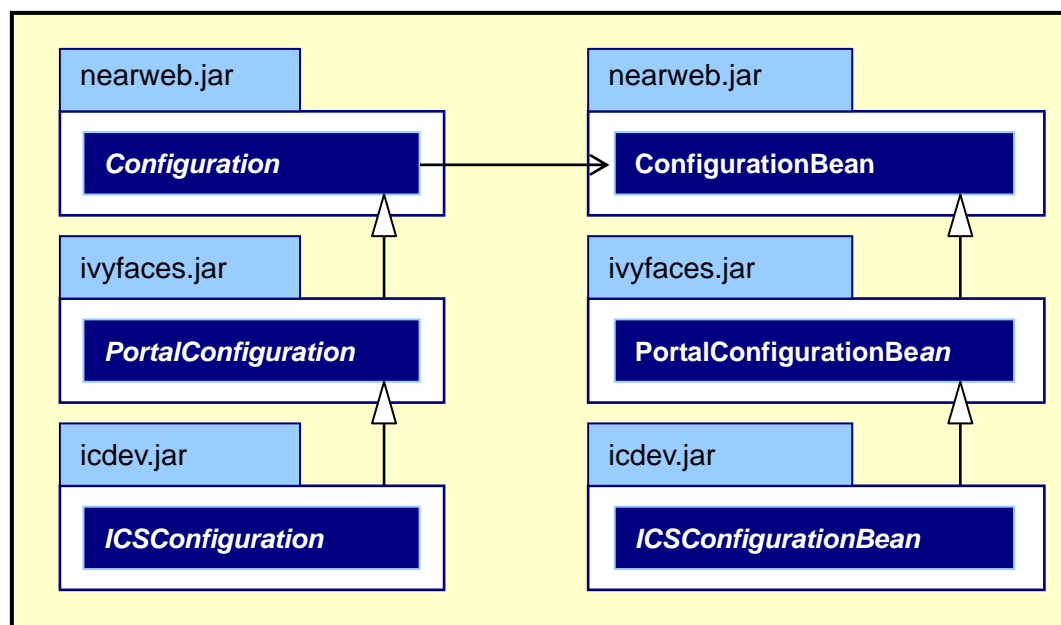 nearweb.jar
Configuration
ivyfaces.jar
PortalConfiguration
icdev.jar
ICSConfiguration
nearweb.jar
ConfigurationBean
ivyfaces.jar
PortalConfigurationBean
icdev.jar
ICSConfigurationBean